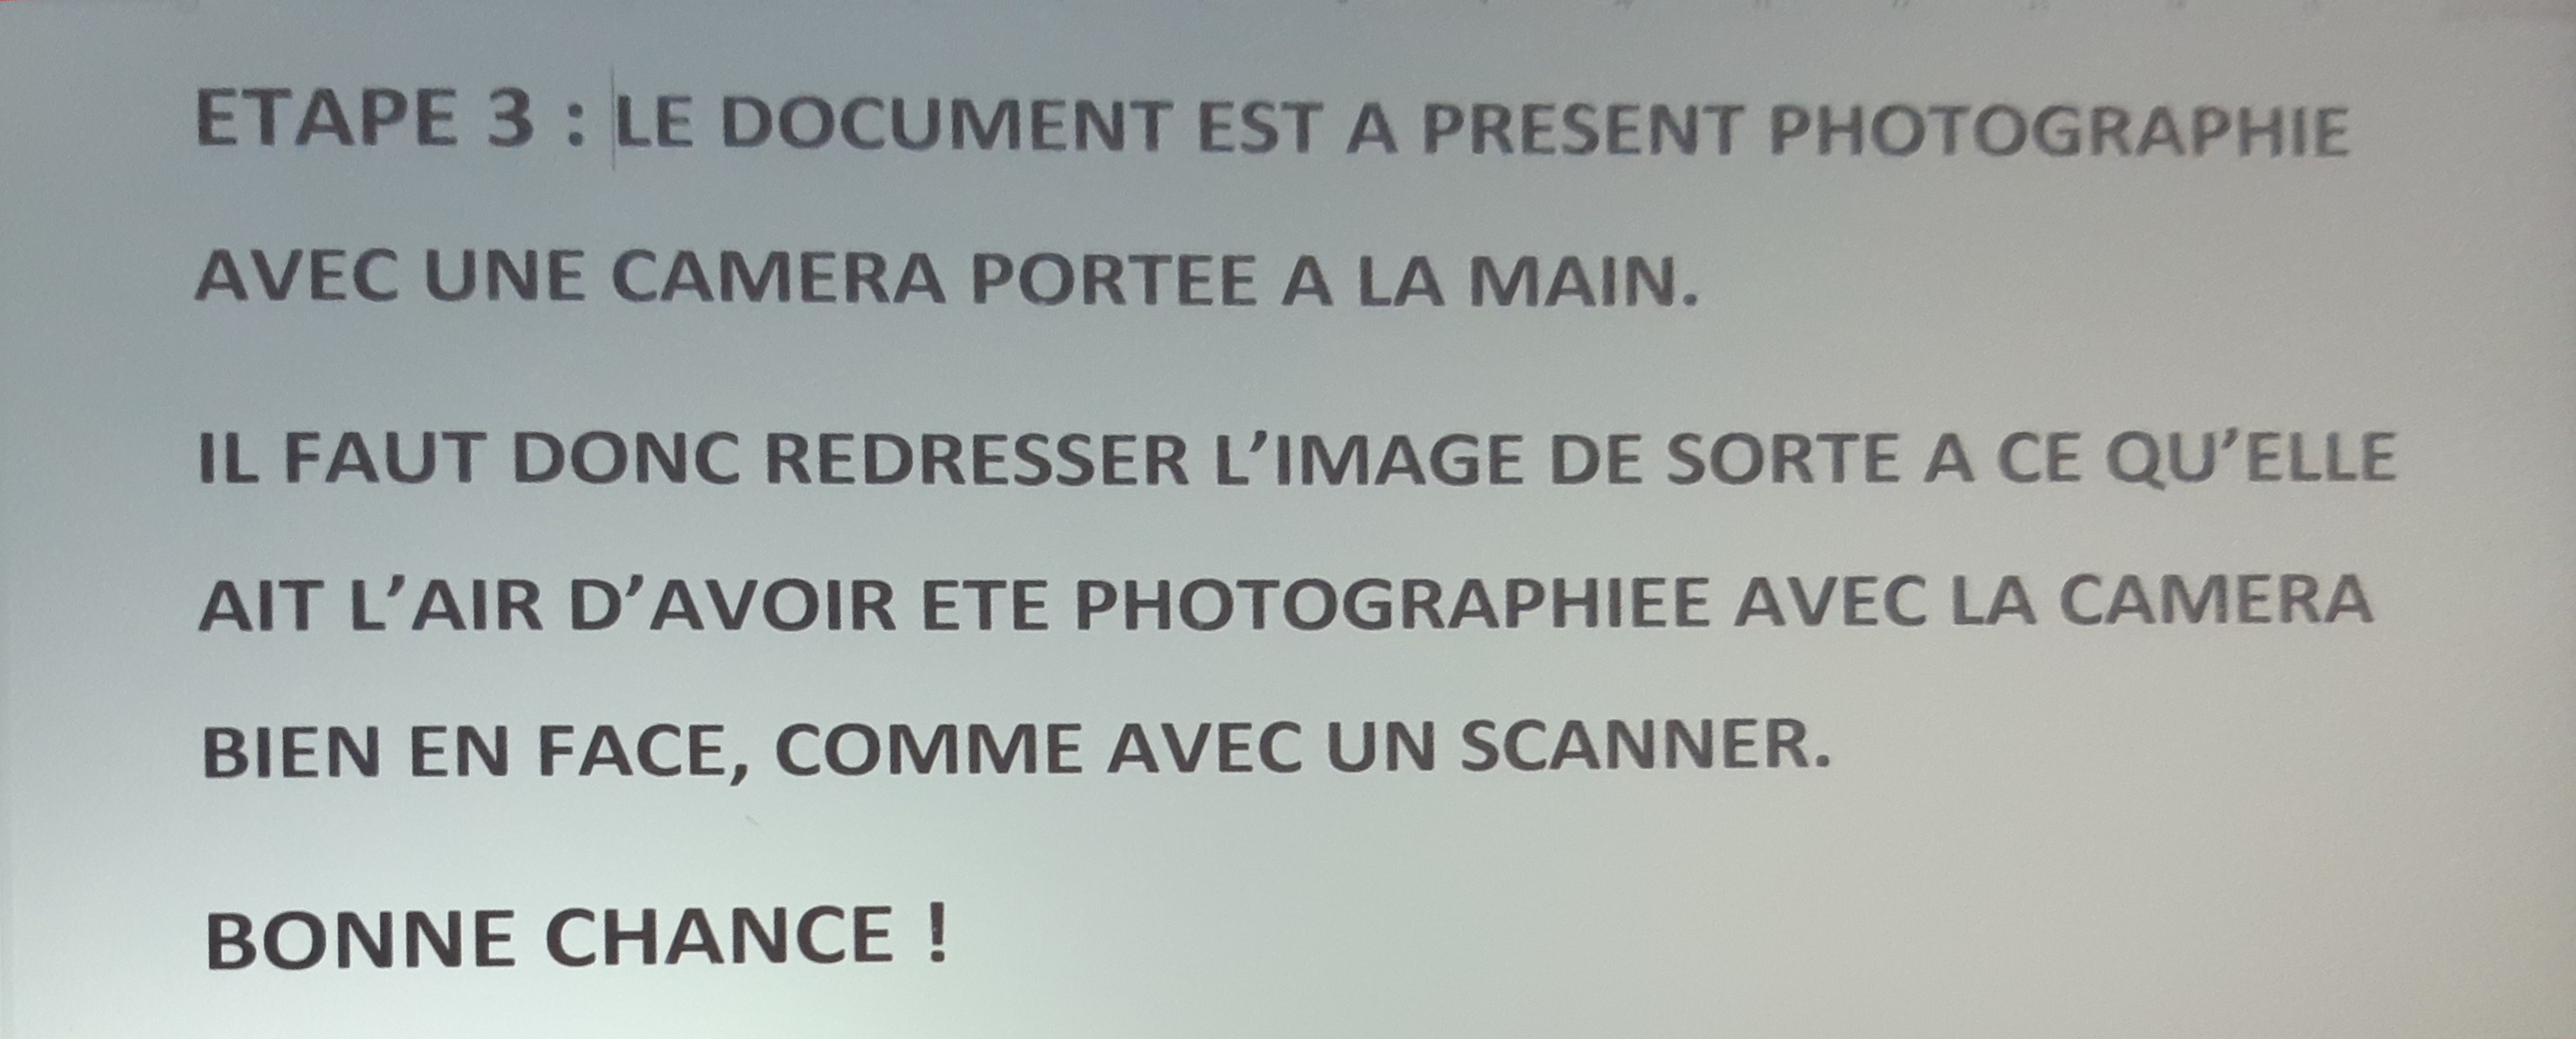 ETAPE 3 : LE DOCUMENT EST A PRESENT PHOTOGRAPHIE
AVEC UNE CAMERA PORTEE A LA MAIN.
IL FAUT DONC REDRESSER L’IMAGE DE SORTE A CE QU’ELLE
AIT L’AIR D’AVOIR ETE PHOTOGRAPHIEE AVEC LA CAMERA
BIEN EN FACE, COMME AVEC UN SCANNER.
BONNE CHANCE !